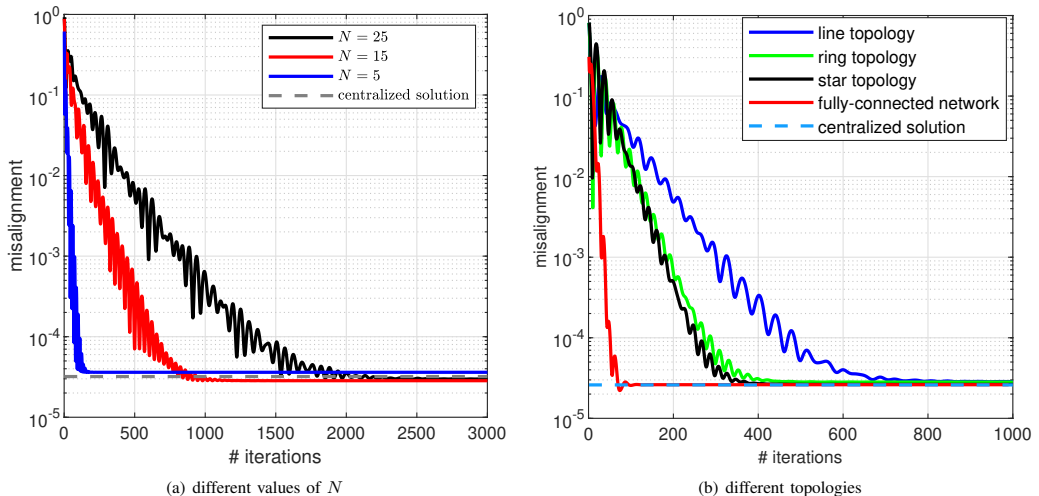 10^0
10^-1
10^-2
10^-3
10^-4
10^-5
misalignment
N = 25
N = 15
N = 5
centralized solution
0 500 1000 1500 2000 2500 3000
# iterations
(a) different values of N
10^0
10^-1
10^-2
10^-3
10^-4
10^-5
misalignment
line topology
ring topology
star topology
fully-connected network
centralized solution
0 200 400 600 800 1000
# iterations
(b) different topologies